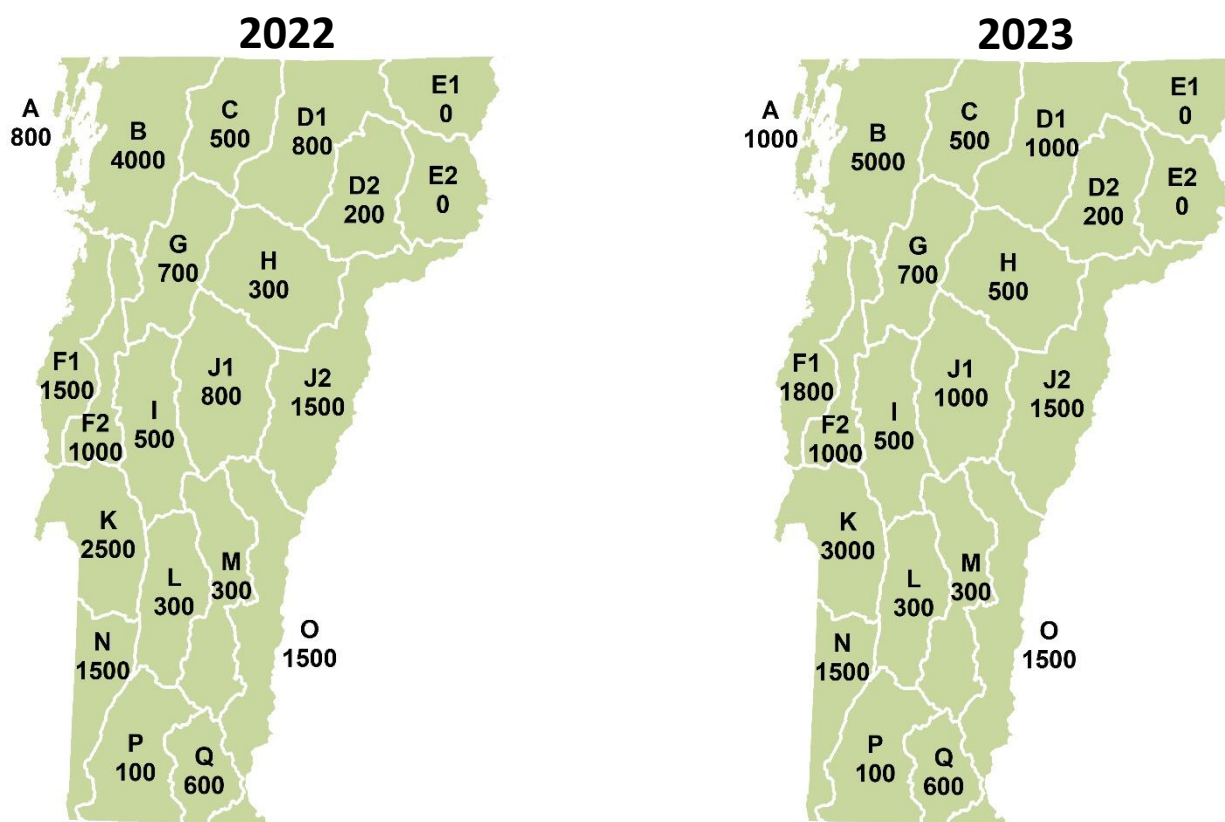 2022
A
800
B
4000
C
500
D1
800
E1
0
D2
200
E2
0
G
700
H
300
F1
1500
F2
1000
I
500
J1
800
J2
1500
K
2500
L
300
M
300
N
1500
O
1500
P
100
Q
600
2023
A
1000
B
5000
C
500
D1
1000
E1
0
D2
200
E2
0
G
700
H
500
F1
1800
F2
1000
I
500
J1
1000
J2
1500
K
3000
L
300
M
300
N
1500
O
1500
P
100
Q
600